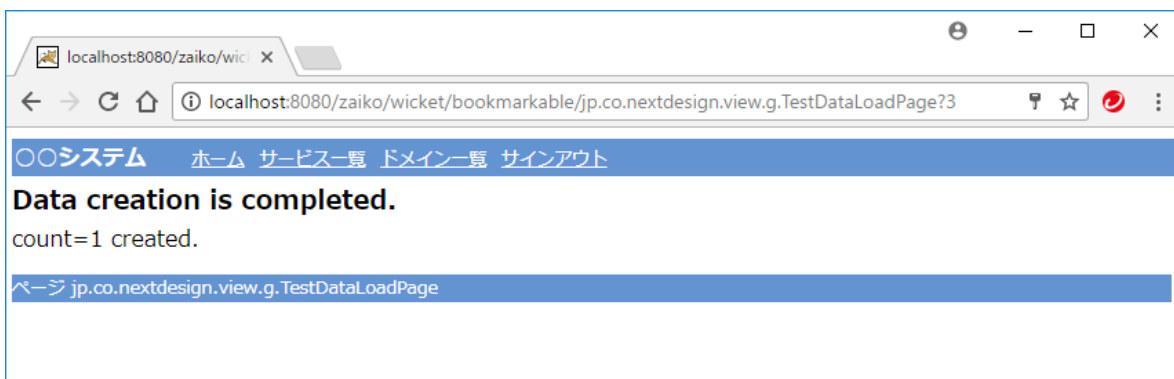 localhost:8080/zaiko/wic
localhost:8080/zaiko/wicket/bookmarkable/jp.co.nextdesign.view.g.TestDataLoadPage?3
○○システム ホーム サービス一覧 ドメイン一覧 サインアウト
Data creation is completed.
count=1 created.
ページ jp.co.nextdesign.view.g.TestDataLoadPage